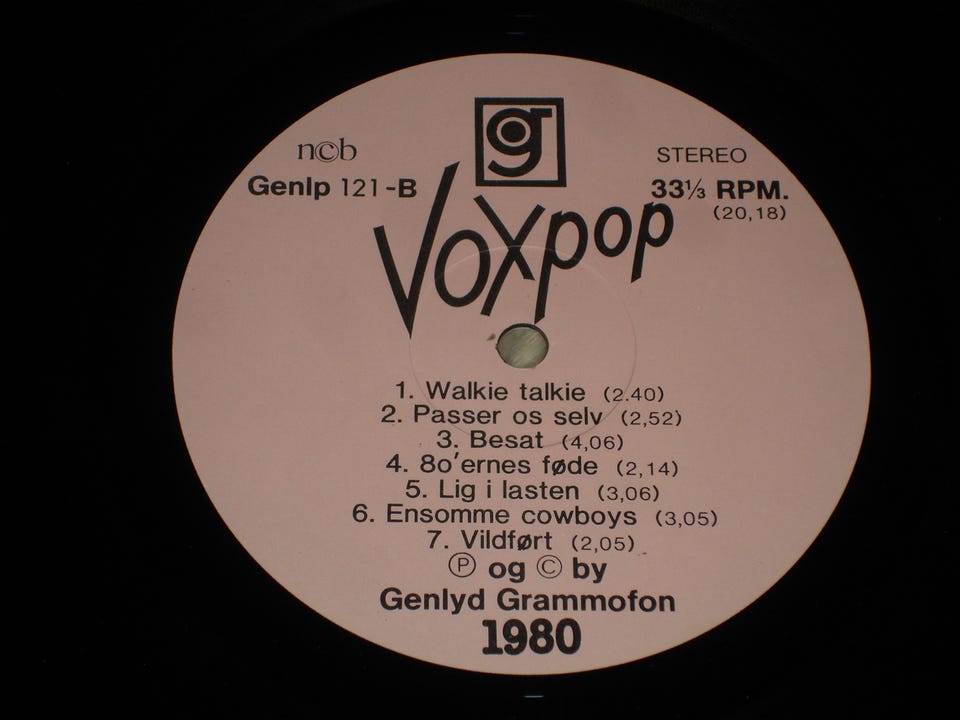 g
ncb
STEREO
Genlp 121-B
33⅓ RPM.
(20,18)
Voxpop
1. Walkie talkie (2.40)
2. Passer os selv (2,52)
3. Besat (4,06)
4. 80'ernes føde (2,14)
5. Lig i lasten (3,06)
6. Ensomme cowboys (3,05)
7. Vildført (2,05)
Ⓟ og © by
Genlyd Grammofon
1980